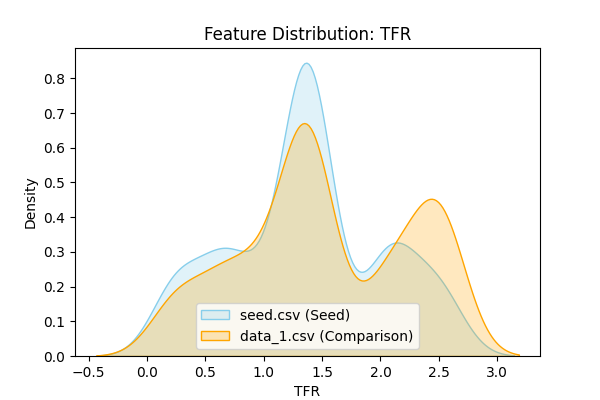 Feature Distribution: TFR
Density
0.8
0.7
0.6
0.5
0.4
0.3
0.2
0.1
0.0
seed.csv (Seed)
data_1.csv (Comparison)
−0.5 0.0 0.5 1.0 1.5 2.0 2.5 3.0
TFR